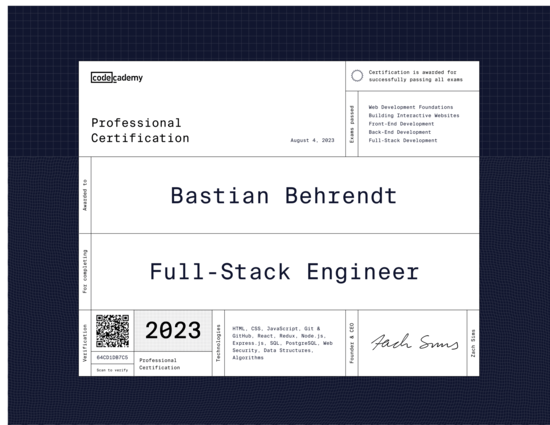 codecademy
Certification is awarded for
successfully passing all exams
Professional
Certification
August 4, 2023
Exams passed
Web Development Foundations
Building Interactive Websites
Front-End Development
Back-End Development
Full-Stack Development
Awarded to
Bastian Behrendt
For completing
Full-Stack Engineer
Verification
64CD1DB7C5
Scan to verify
2023
Professional
Certification
Technologies
HTML, CSS, JavaScript, Git &
GitHub, React, Redux, Node.js,
Express.js, SQL, PostgreSQL, Web
Security, Data Structures,
Algorithms
Founder & CEO
Zach Sims
Zach Sims